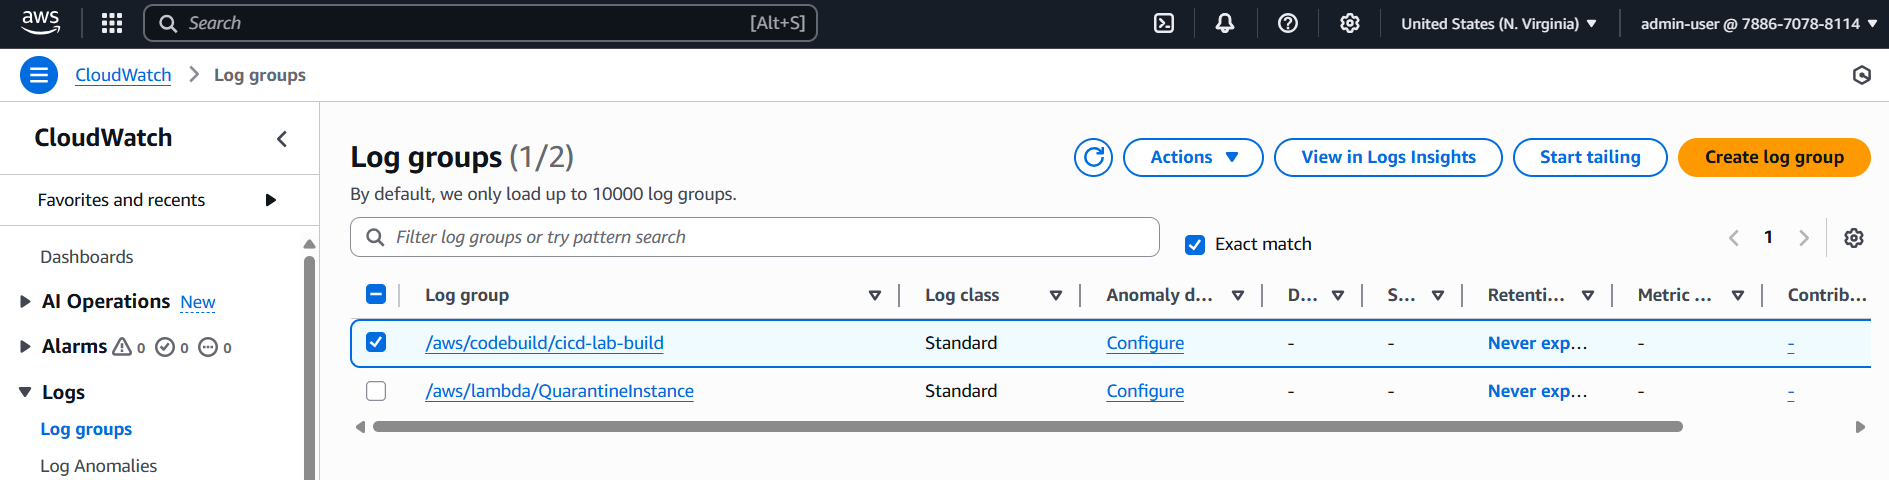 aws
Search [Alt+S]
United States (N. Virginia)
admin-user @ 7886-7078-8114
CloudWatch Log groups
CloudWatch
Favorites and recents
Dashboards
AI Operations New
Alarms 0 0 0
Logs
Log groups
Log Anomalies
Log groups (1/2)
Actions
View in Logs Insights
Start tailing
Create log group
By default, we only load up to 10000 log groups.
Filter log groups or try pattern search
Exact match
1
Log group Log class Anomaly d... D... S... Retenti... Metric ... Contrib...
/aws/codebuild/cicd-lab-build Standard Configure - - Never exp... - -
/aws/lambda/QuarantineInstance Standard Configure - - Never exp... - -